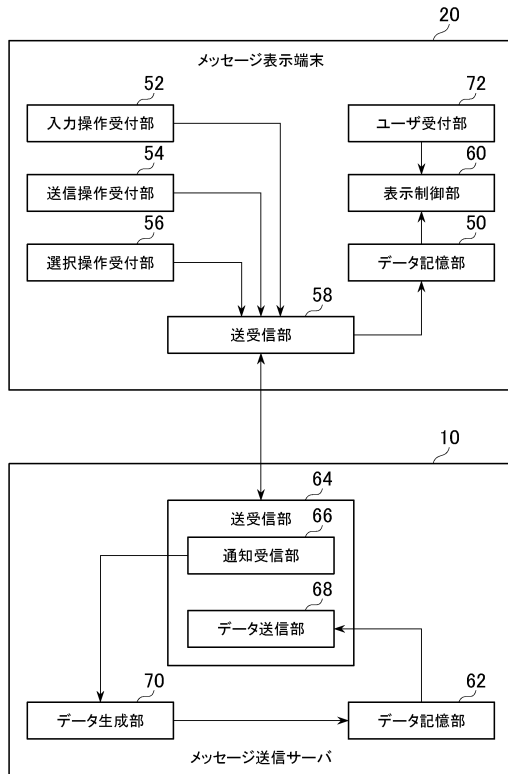 20
メッセージ表示端末
52
72
入力操作受付部
ユーザ受付部
54
60
送信操作受付部
表示制御部
56
50
選択操作受付部
データ記憶部
58
送受信部
10
64
送受信部
66
通知受信部
68
データ送信部
70
62
データ生成部
データ記憶部
メッセージ送信サーバ